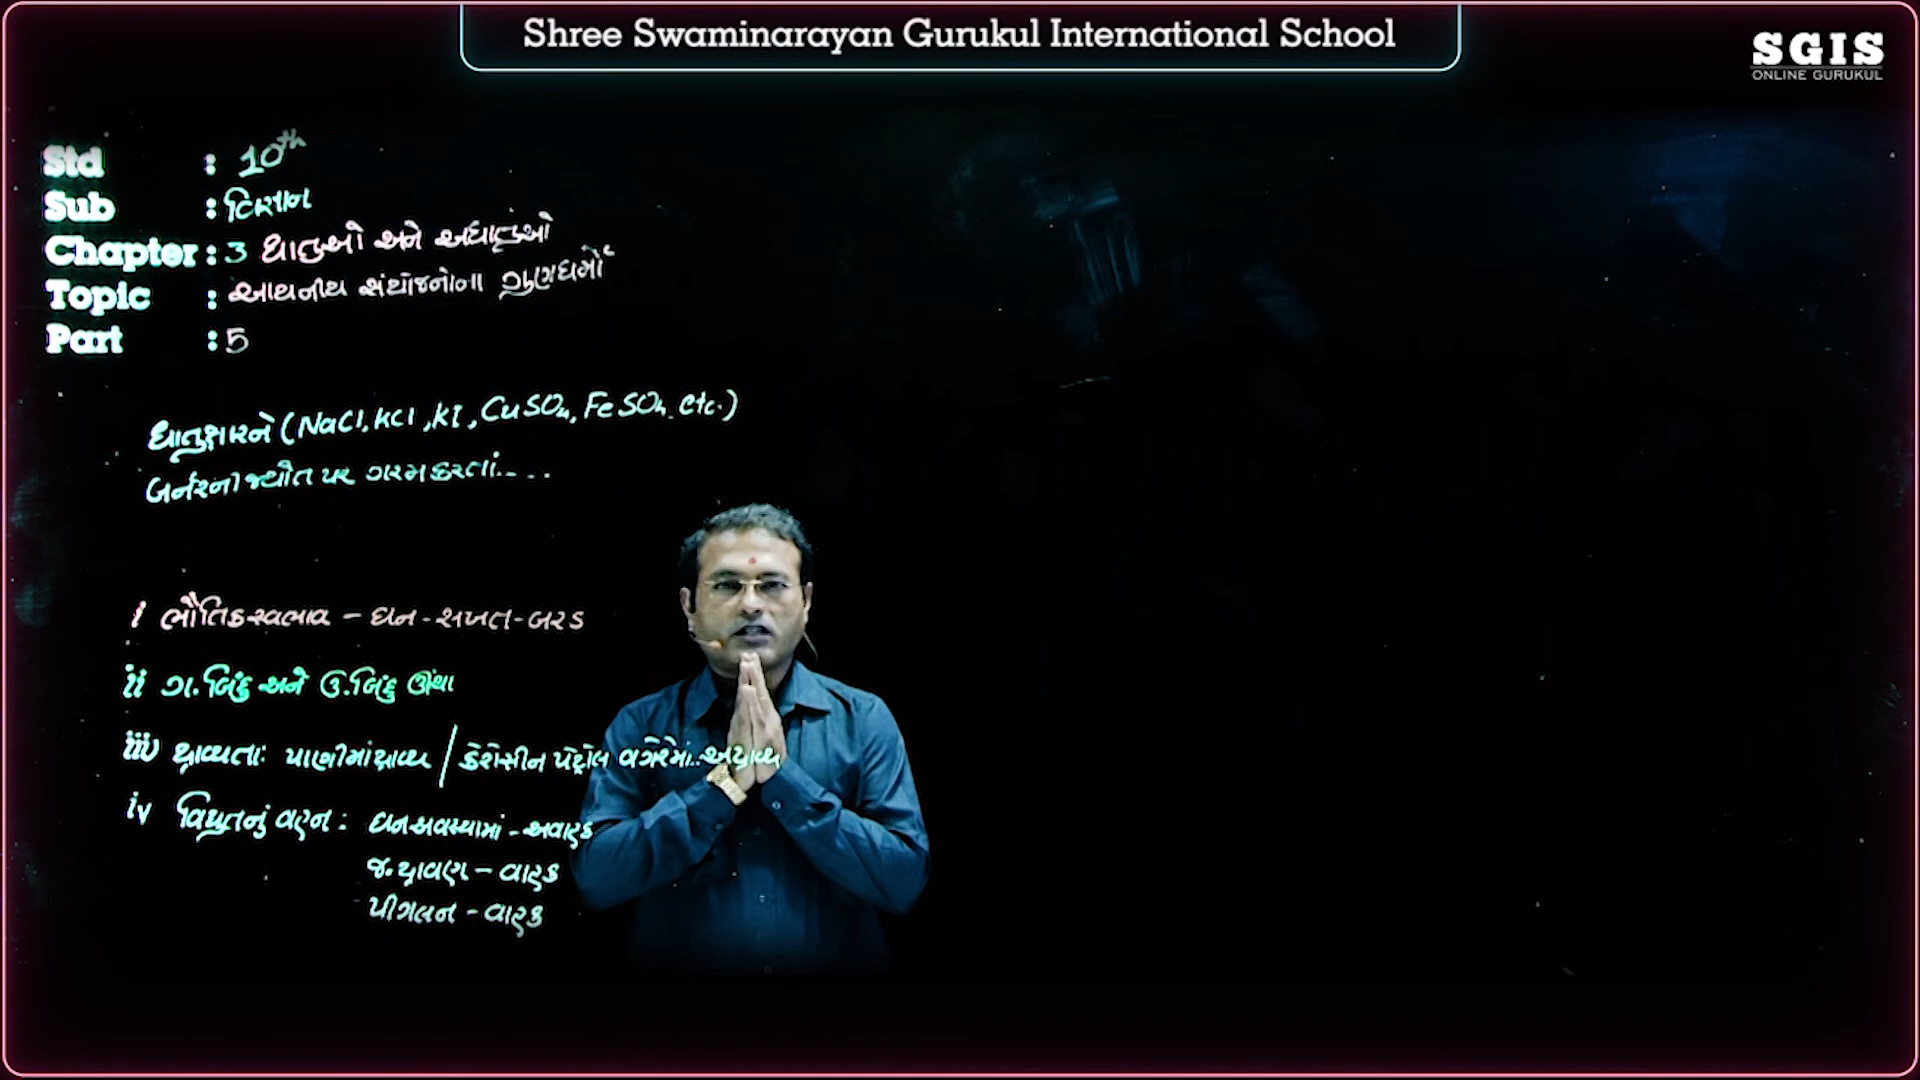 Shree Swaminarayan Gurukul International School
SGIS
ONLINE GURUKUL
Std : 10th
Sub : વિજ્ઞાન
Chapter : 3 ધાતુઓ અને અધાતુઓ
Topic : આયનીય સંયોજનોના ગુણધર્મો
Part : 5
ધાતુક્ષારને (NaCl, KCl, KI, CuSO4, FeSO4 etc.)
બર્નરની જ્યોત પર ગરમ કરતાં....
i ભૌતિક સ્વભાવ - ઘન - સખત - બરડ
ii ગ. બિંદુ અને ઉ. બિંદુ ઊંચા
iii દ્રાવ્યતા: પાણીમાં દ્રાવ્ય / કેરોસીન પેટ્રોલ વગેરેમાં..અદ્રાવ્ય
iv વિદ્યુતનું વહન: ઘન અવસ્થામાં - અવાહક
જ. દ્રાવણ - વાહક
પીગલન - વાહક